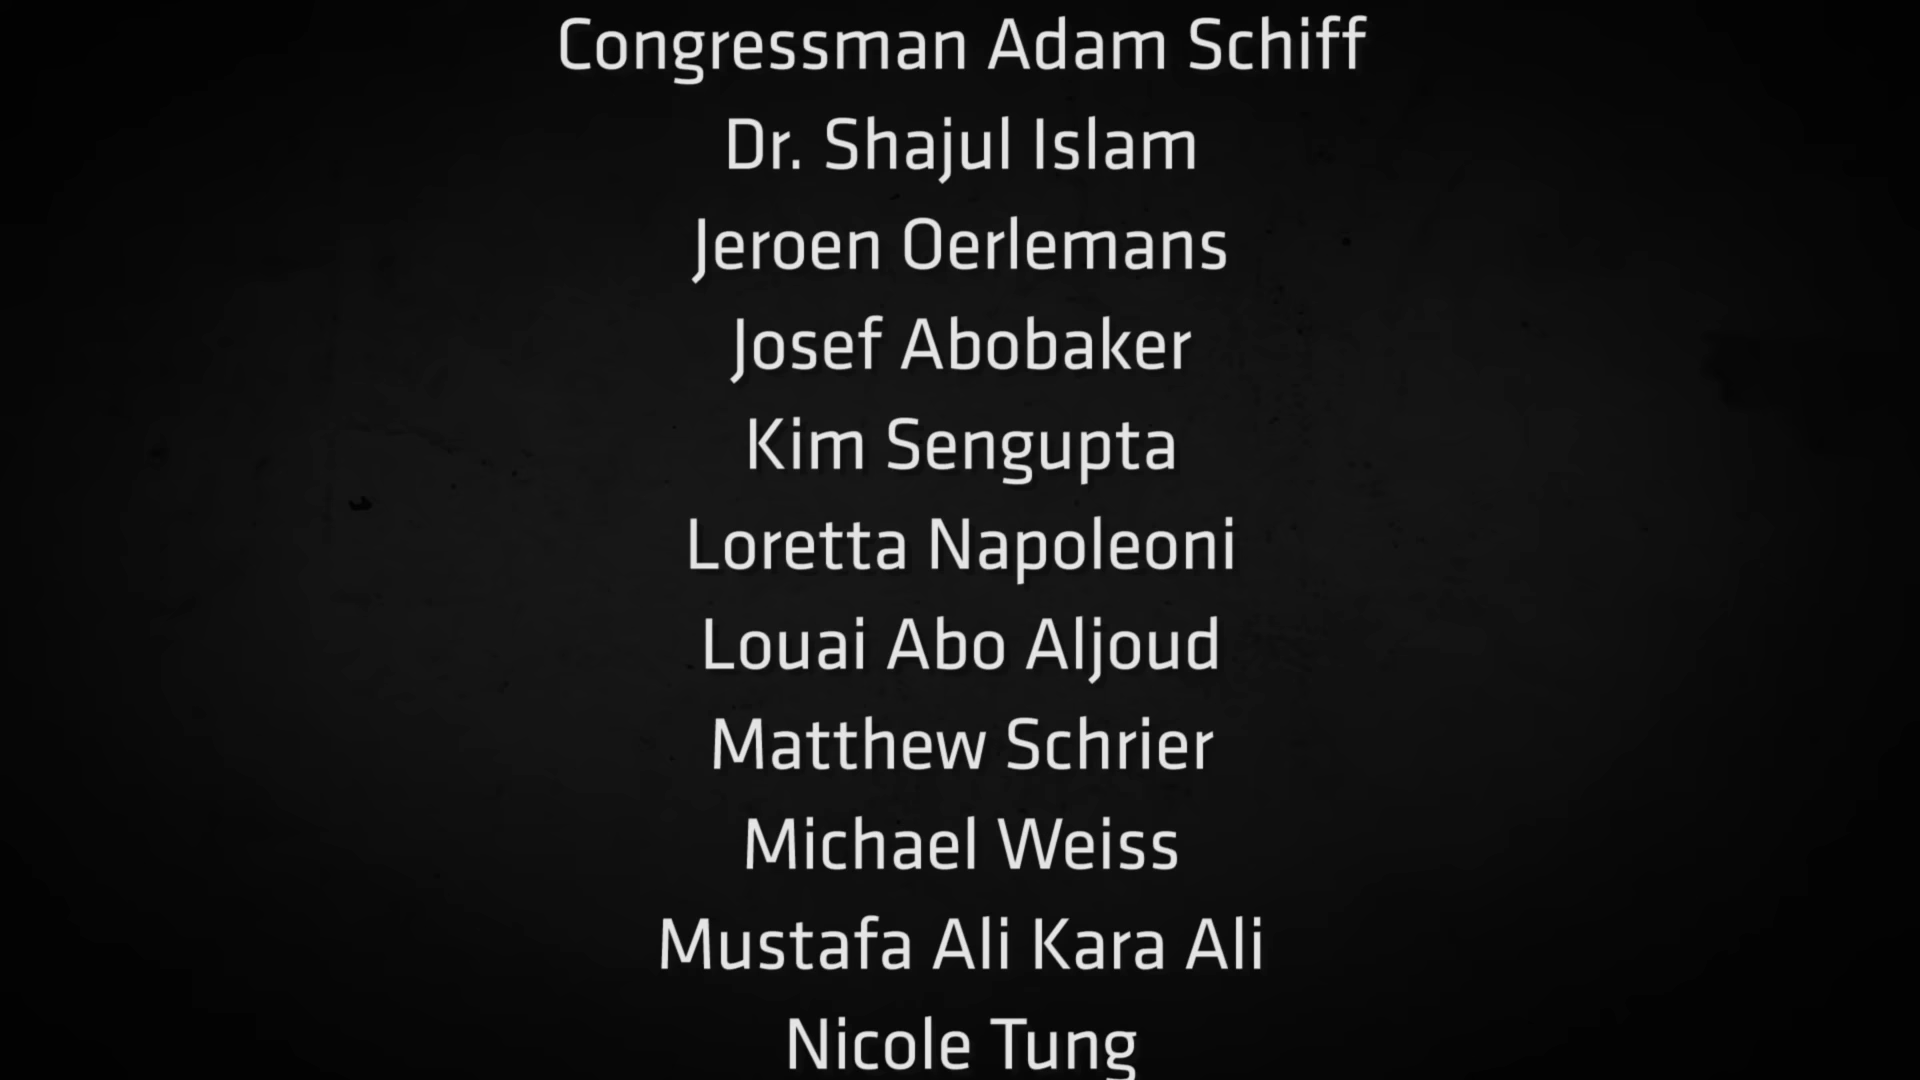 Congressman Adam Schiff
Dr. Shajul Islam
Jeroen Oerlemans
Josef Abobaker
Kim Sengupta
Loretta Napoleoni
Louai Abo Aljoud
Matthew Schrier
Michael Weiss
Mustafa Ali Kara Ali
Nicole Tung